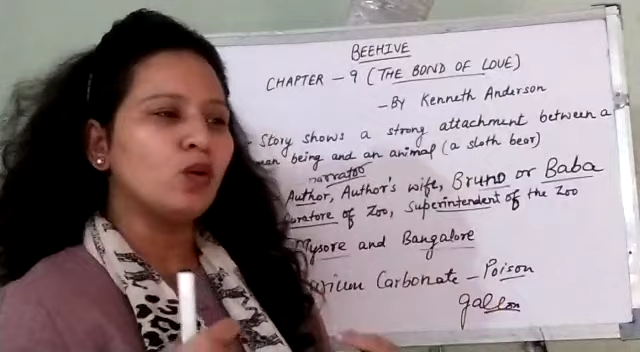 BEEHIVE
CHAPTER - 9 (THE BOND OF LOVE)
- By Kenneth Anderson
- Story shows a strong attachment between a
being and an animal (a sloth bear)
Author, Author's wife, Bruno or Baba
of Zoo, Superintendent of the Zoo
Mysore and Bangalore
Carbonate - Poison
gallon